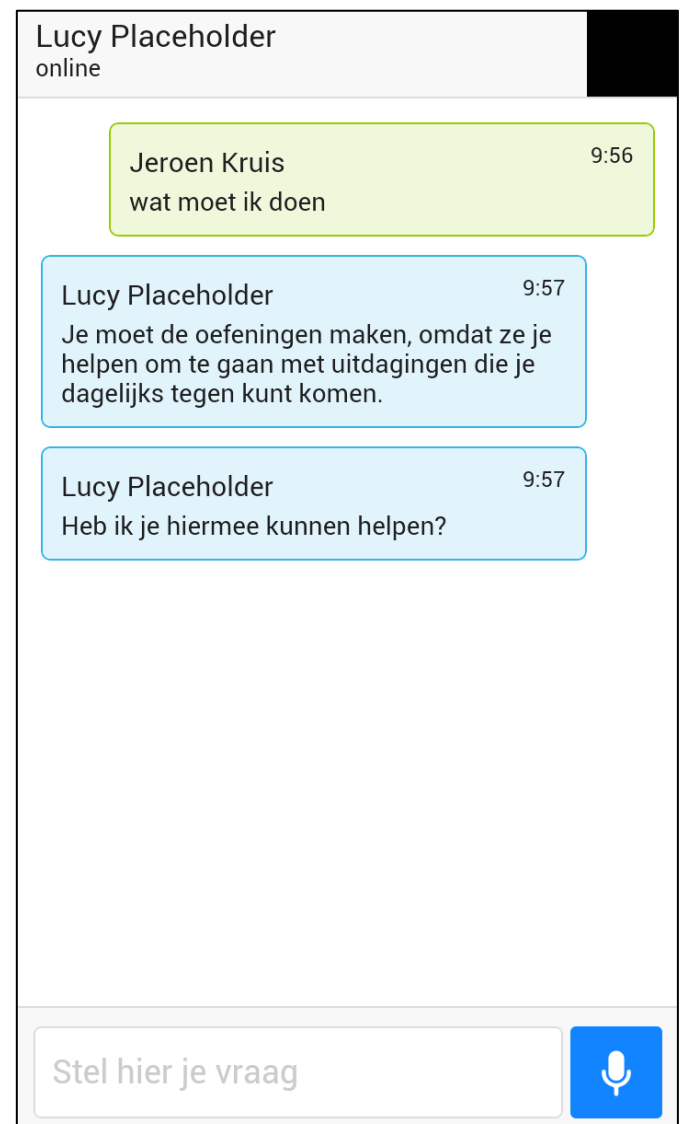 Lucy Placeholder
online
Jeroen Kruis 9:56
wat moet ik doen
Lucy Placeholder 9:57
Je moet de oefeningen maken, omdat ze je
helpen om te gaan met uitdagingen die je
dagelijks tegen kunt komen.
Lucy Placeholder 9:57
Heb ik je hiermee kunnen helpen?
Stel hier je vraag